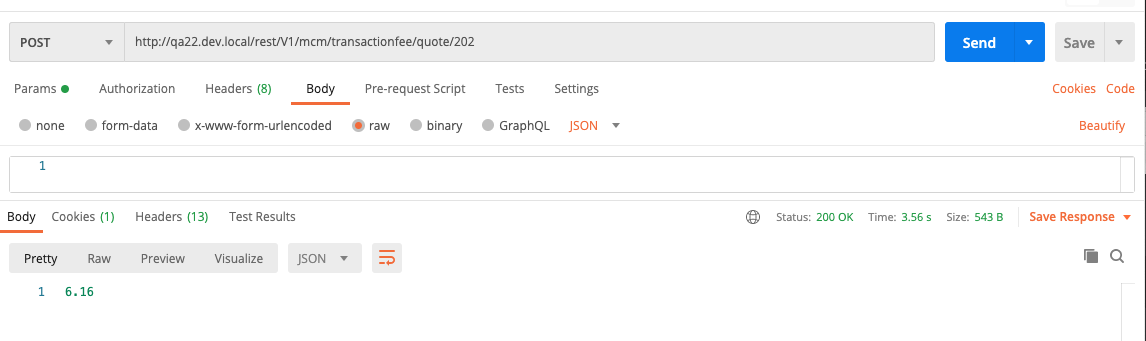 POST http://qa22.dev.local/rest/V1/mcm/transactionfee/quote/202 Send Save
Params Authorization Headers (8) Body Pre-request Script Tests Settings Cookies Code
none form-data x-www-form-urlencoded raw binary GraphQL JSON Beautify
1
Body Cookies (1) Headers (13) Test Results Status: 200 OK Time: 3.56 s Size: 543 B Save Response
Pretty Raw Preview Visualize JSON
1 6.16